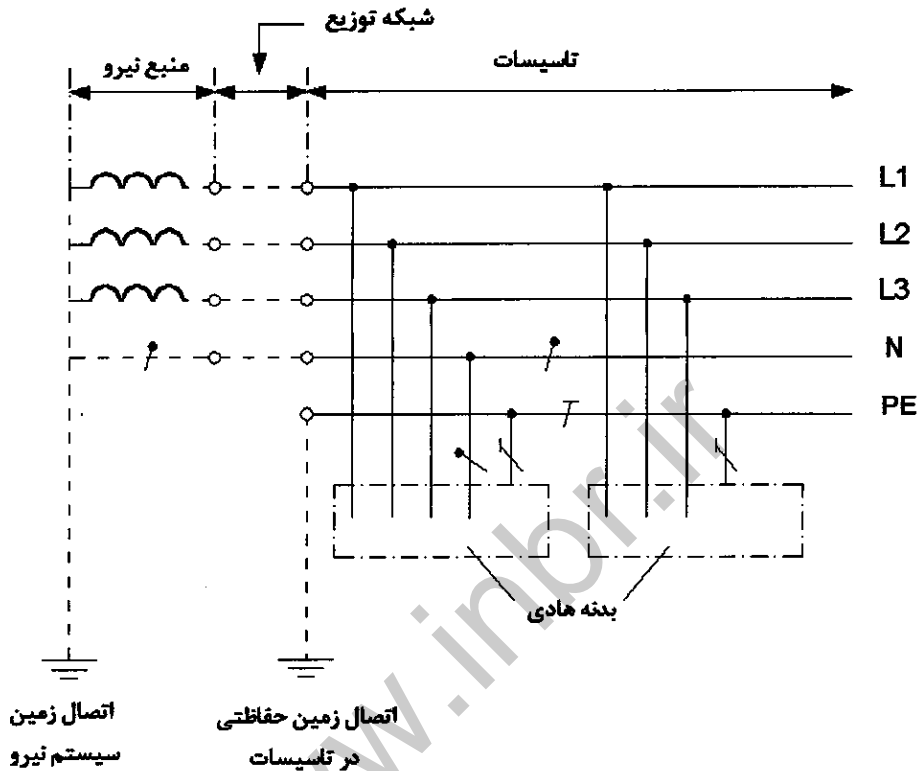 شبکه توزیع
منبع نیرو
تاسیسات
L1
L2
L3
N
PE
بدنه هادی
اتصال زمین
سیستم نیرو
اتصال زمین حفاظتی
در تاسیسات
www.inbr.ir